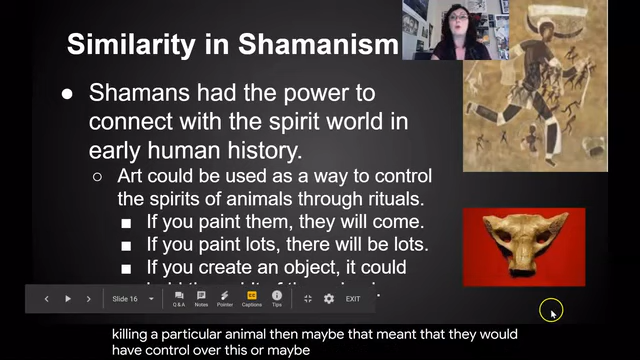 Similarity in Shamanism
● Shamans had the power to
connect with the spirit world in
early human history.
○ Art could be used as a way to control
the spirits of animals through rituals.
■ If you paint them, they will come.
■ If you paint lots, there will be lots.
■ If you create an object, it could
Slide 16
Q&A Notes Pointer Captions Tips
EXIT
killing a particular animal then maybe that meant that they would
have control over this or maybe